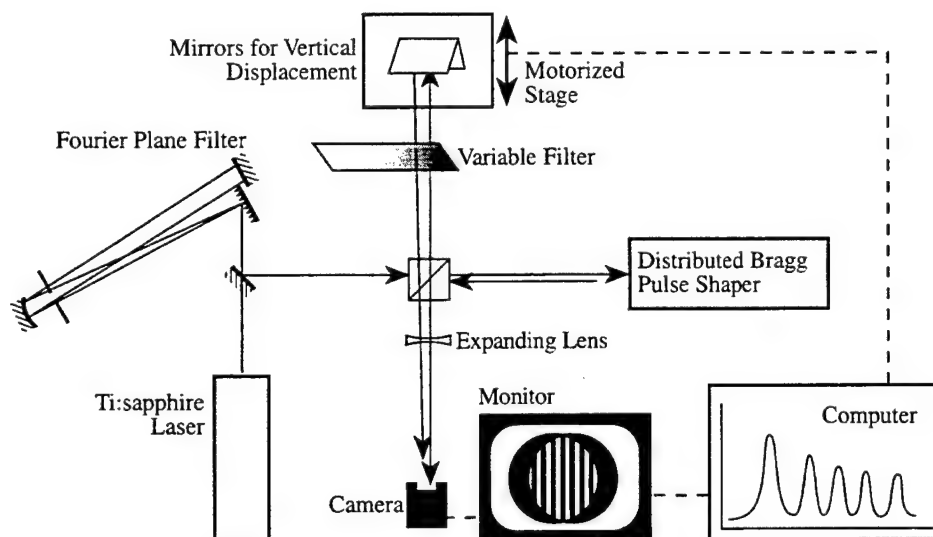 Mirrors for Vertical
Displacement
Motorized
Stage
Fourier Plane Filter
Variable Filter
Distributed Bragg
Pulse Shaper
Expanding Lens
Ti:sapphire
Laser
Monitor
Computer
Camera